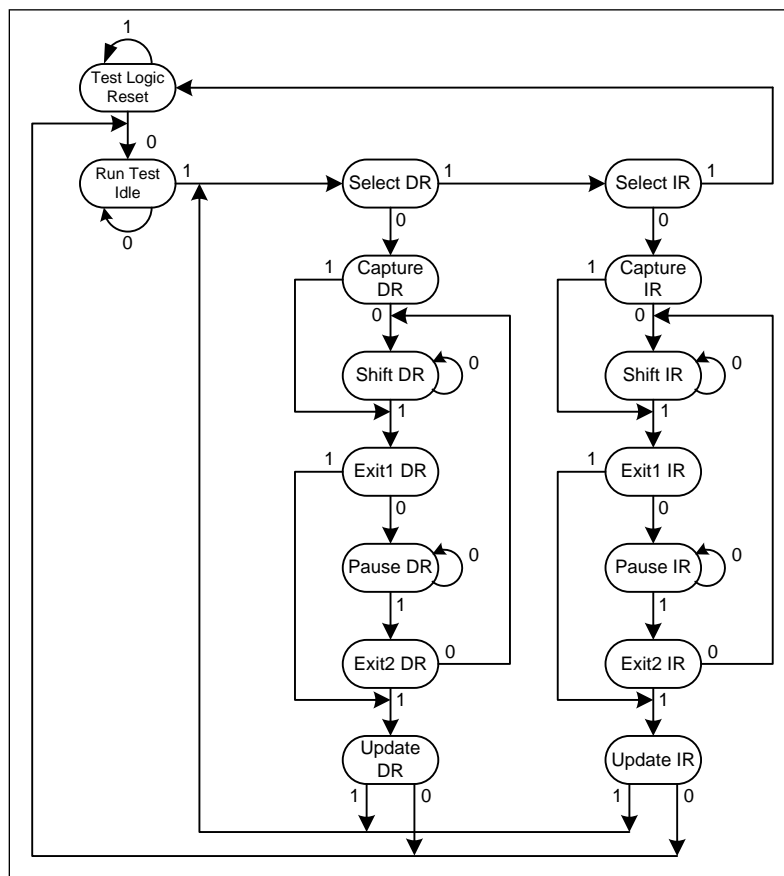 1
Test Logic
Reset
0
Run Test
Idle
1
0
Select DR
1
0
Select IR
1
0
Capture
DR
1
0
Capture
IR
1
0
Shift DR
0
1
Shift IR
0
1
Exit1 DR
1
0
Exit1 IR
1
0
Pause DR
0
1
Pause IR
0
1
Exit2 DR
0
1
Exit2 IR
0
1
Update
DR
1
0
Update IR
1
0